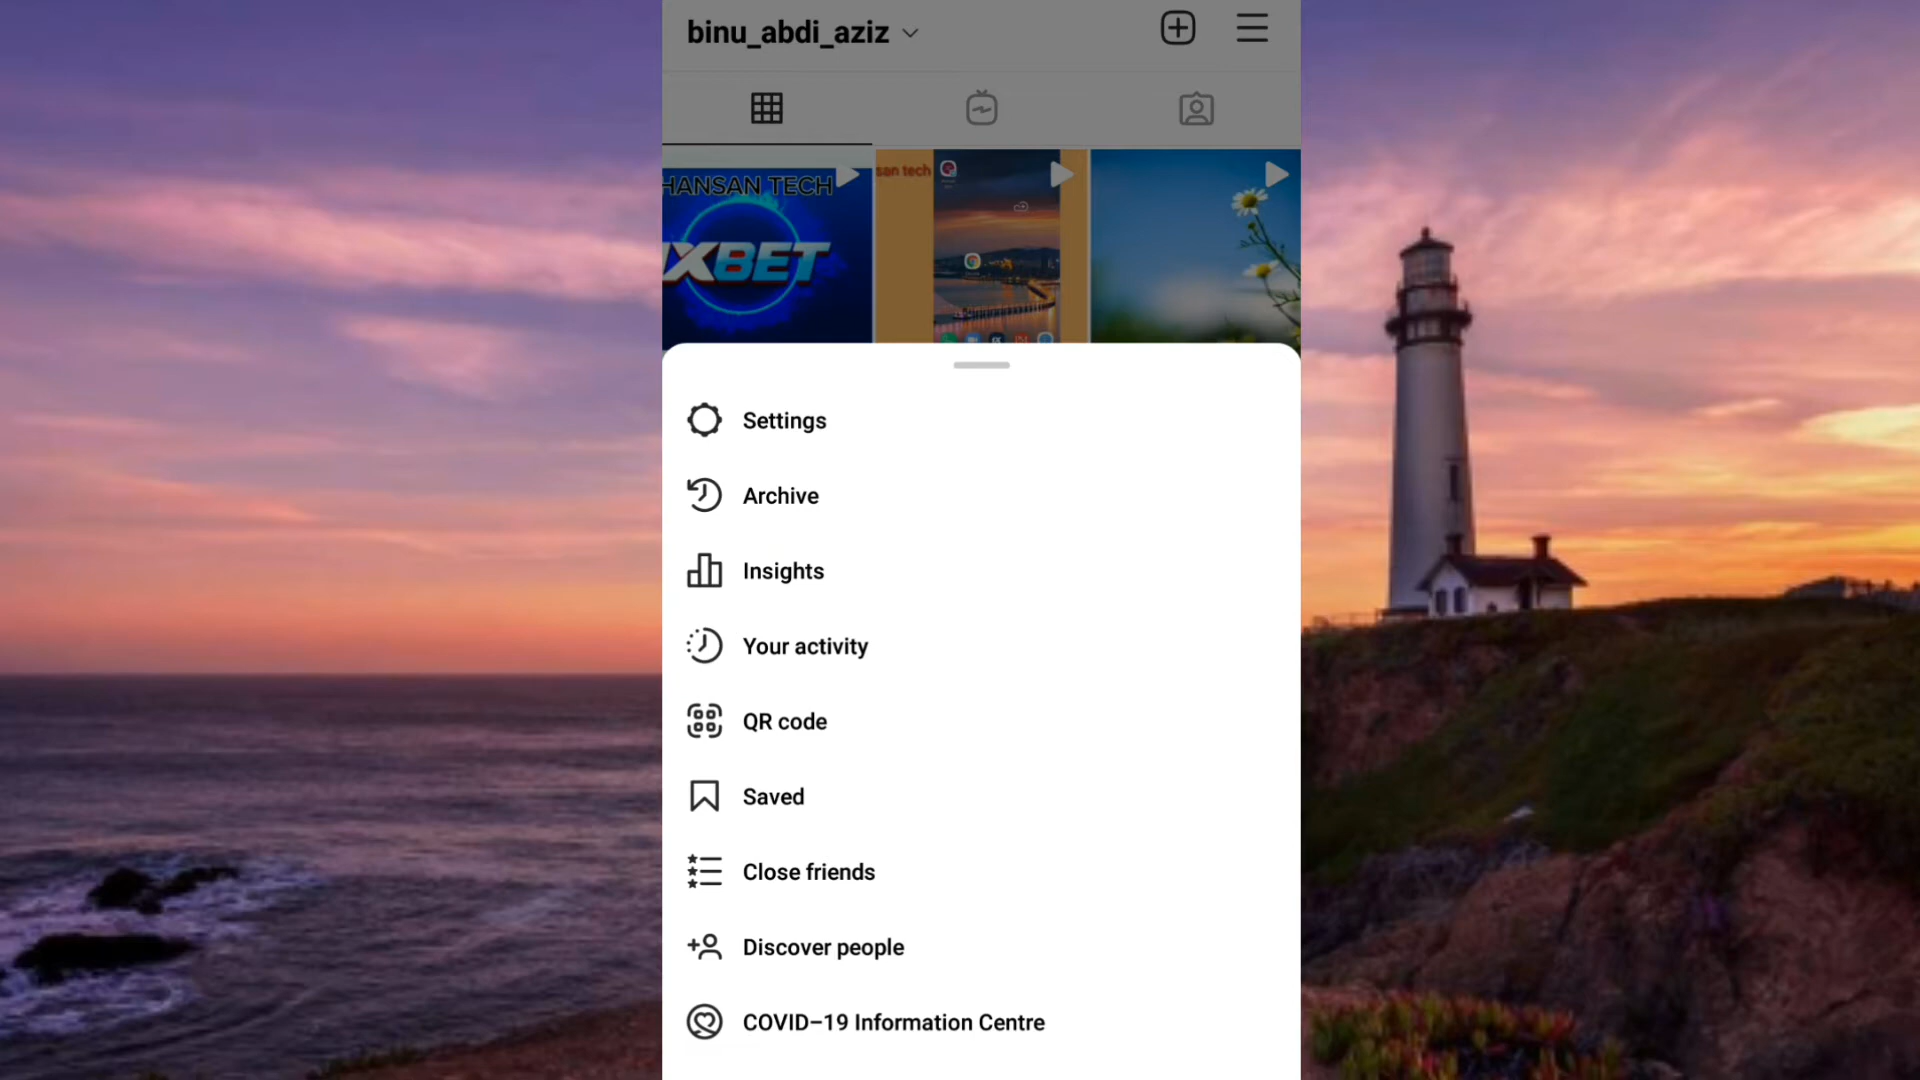 binu_abdi_aziz
HANSAN TECH
san tech
1XBET
Settings
Archive
Insights
Your activity
QR code
Saved
Close friends
Discover people
COVID-19 Information Centre